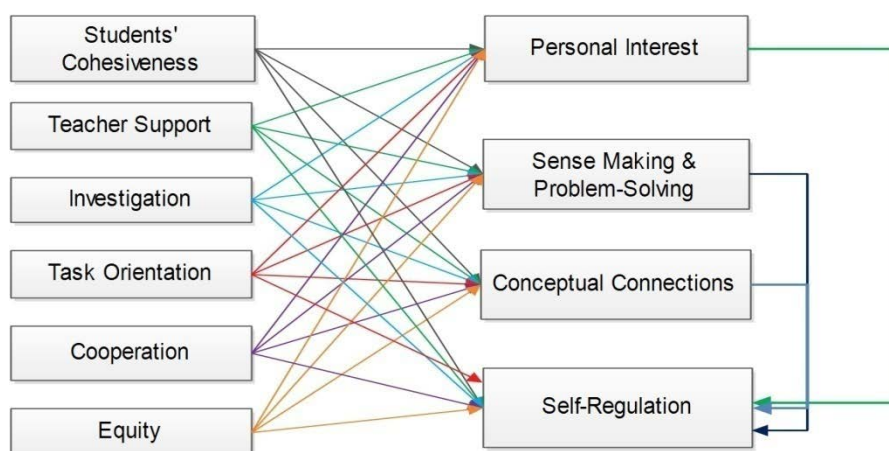 Students'
Cohesiveness
Teacher Support
Investigation
Task Orientation
Cooperation
Equity
Personal Interest
Sense Making &
Problem-Solving
Conceptual Connections
Self-Regulation